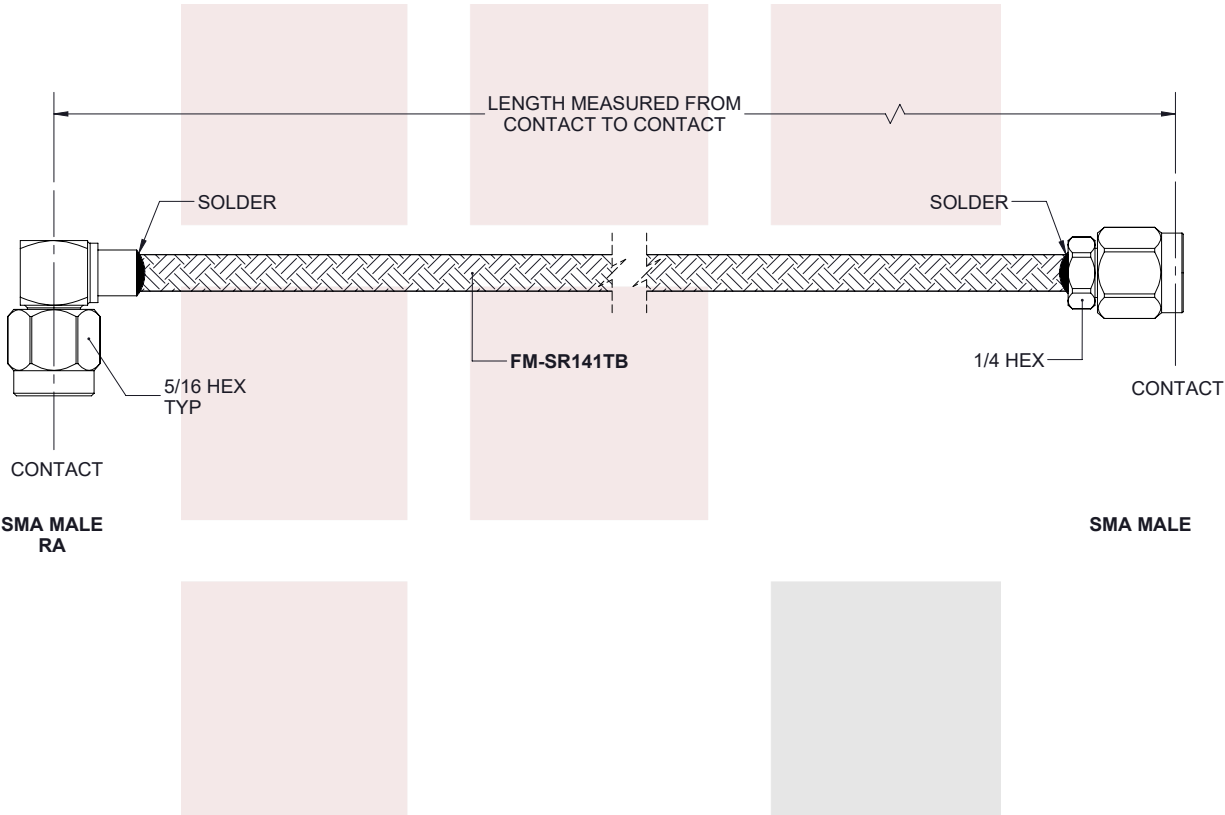 LENGTH MEASURED FROM
CONTACT TO CONTACT
SOLDER
SOLDER
FM-SR141TB
1/4 HEX
5/16 HEX
TYP
CONTACT
CONTACT
SMA MALE
RA
SMA MALE